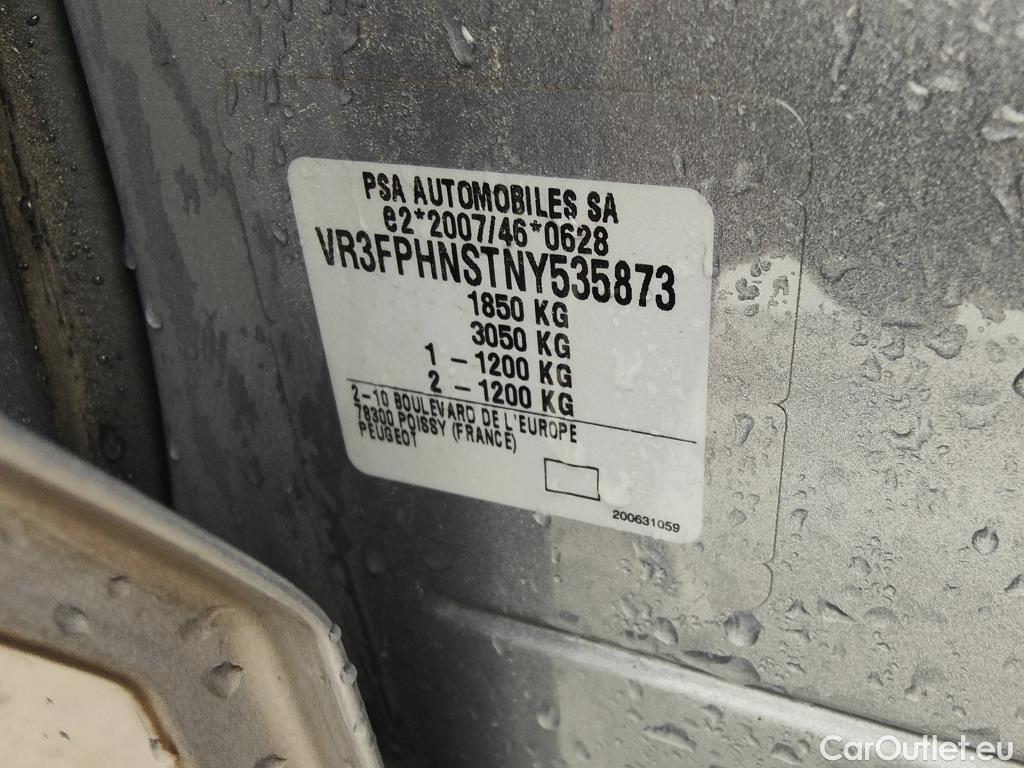 PSA AUTOMOBILES SA
e2*2007/46*0628
VR3FPHNSTNY535873
1850 KG
3050 KG
1 - 1200 KG
2 - 1200 KG
2-10 BOULEVARD DE L'EUROPE
78300 POISSY (FRANCE)
PEUGEOT
200631059
CarOutlet.eu